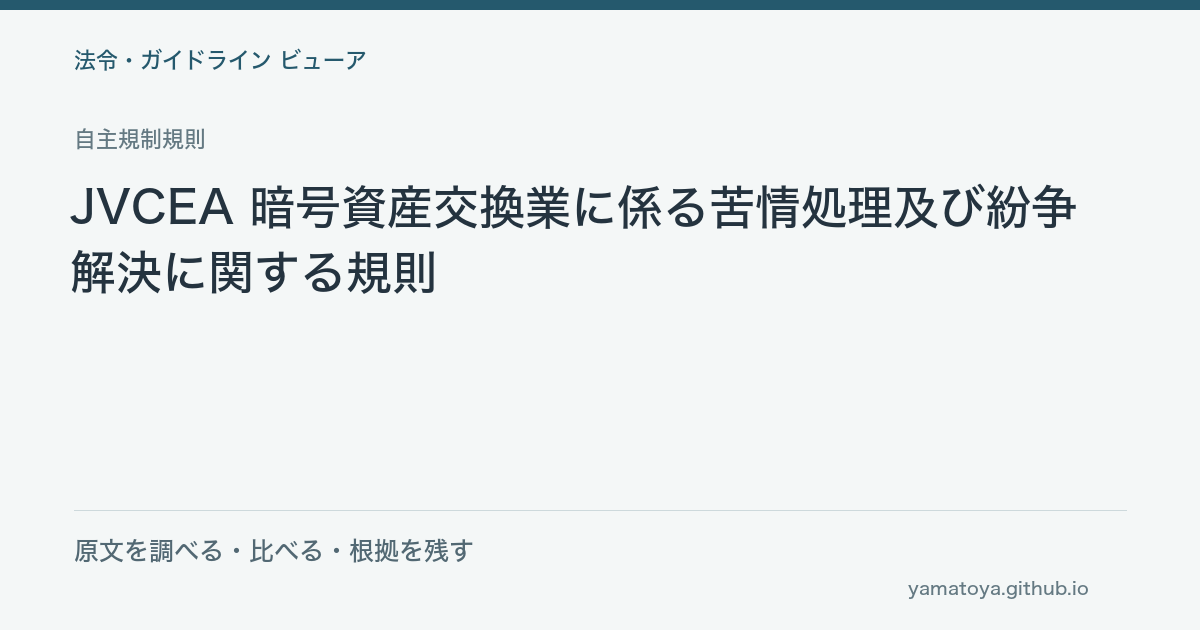 法令・ガイドライン ビューア
自主規制規則
JVCEA 暗号資産交換業に係る苦情処理及び紛争
解決に関する規則
原文を調べる・比べる・根拠を残す
yamatoya.github.io